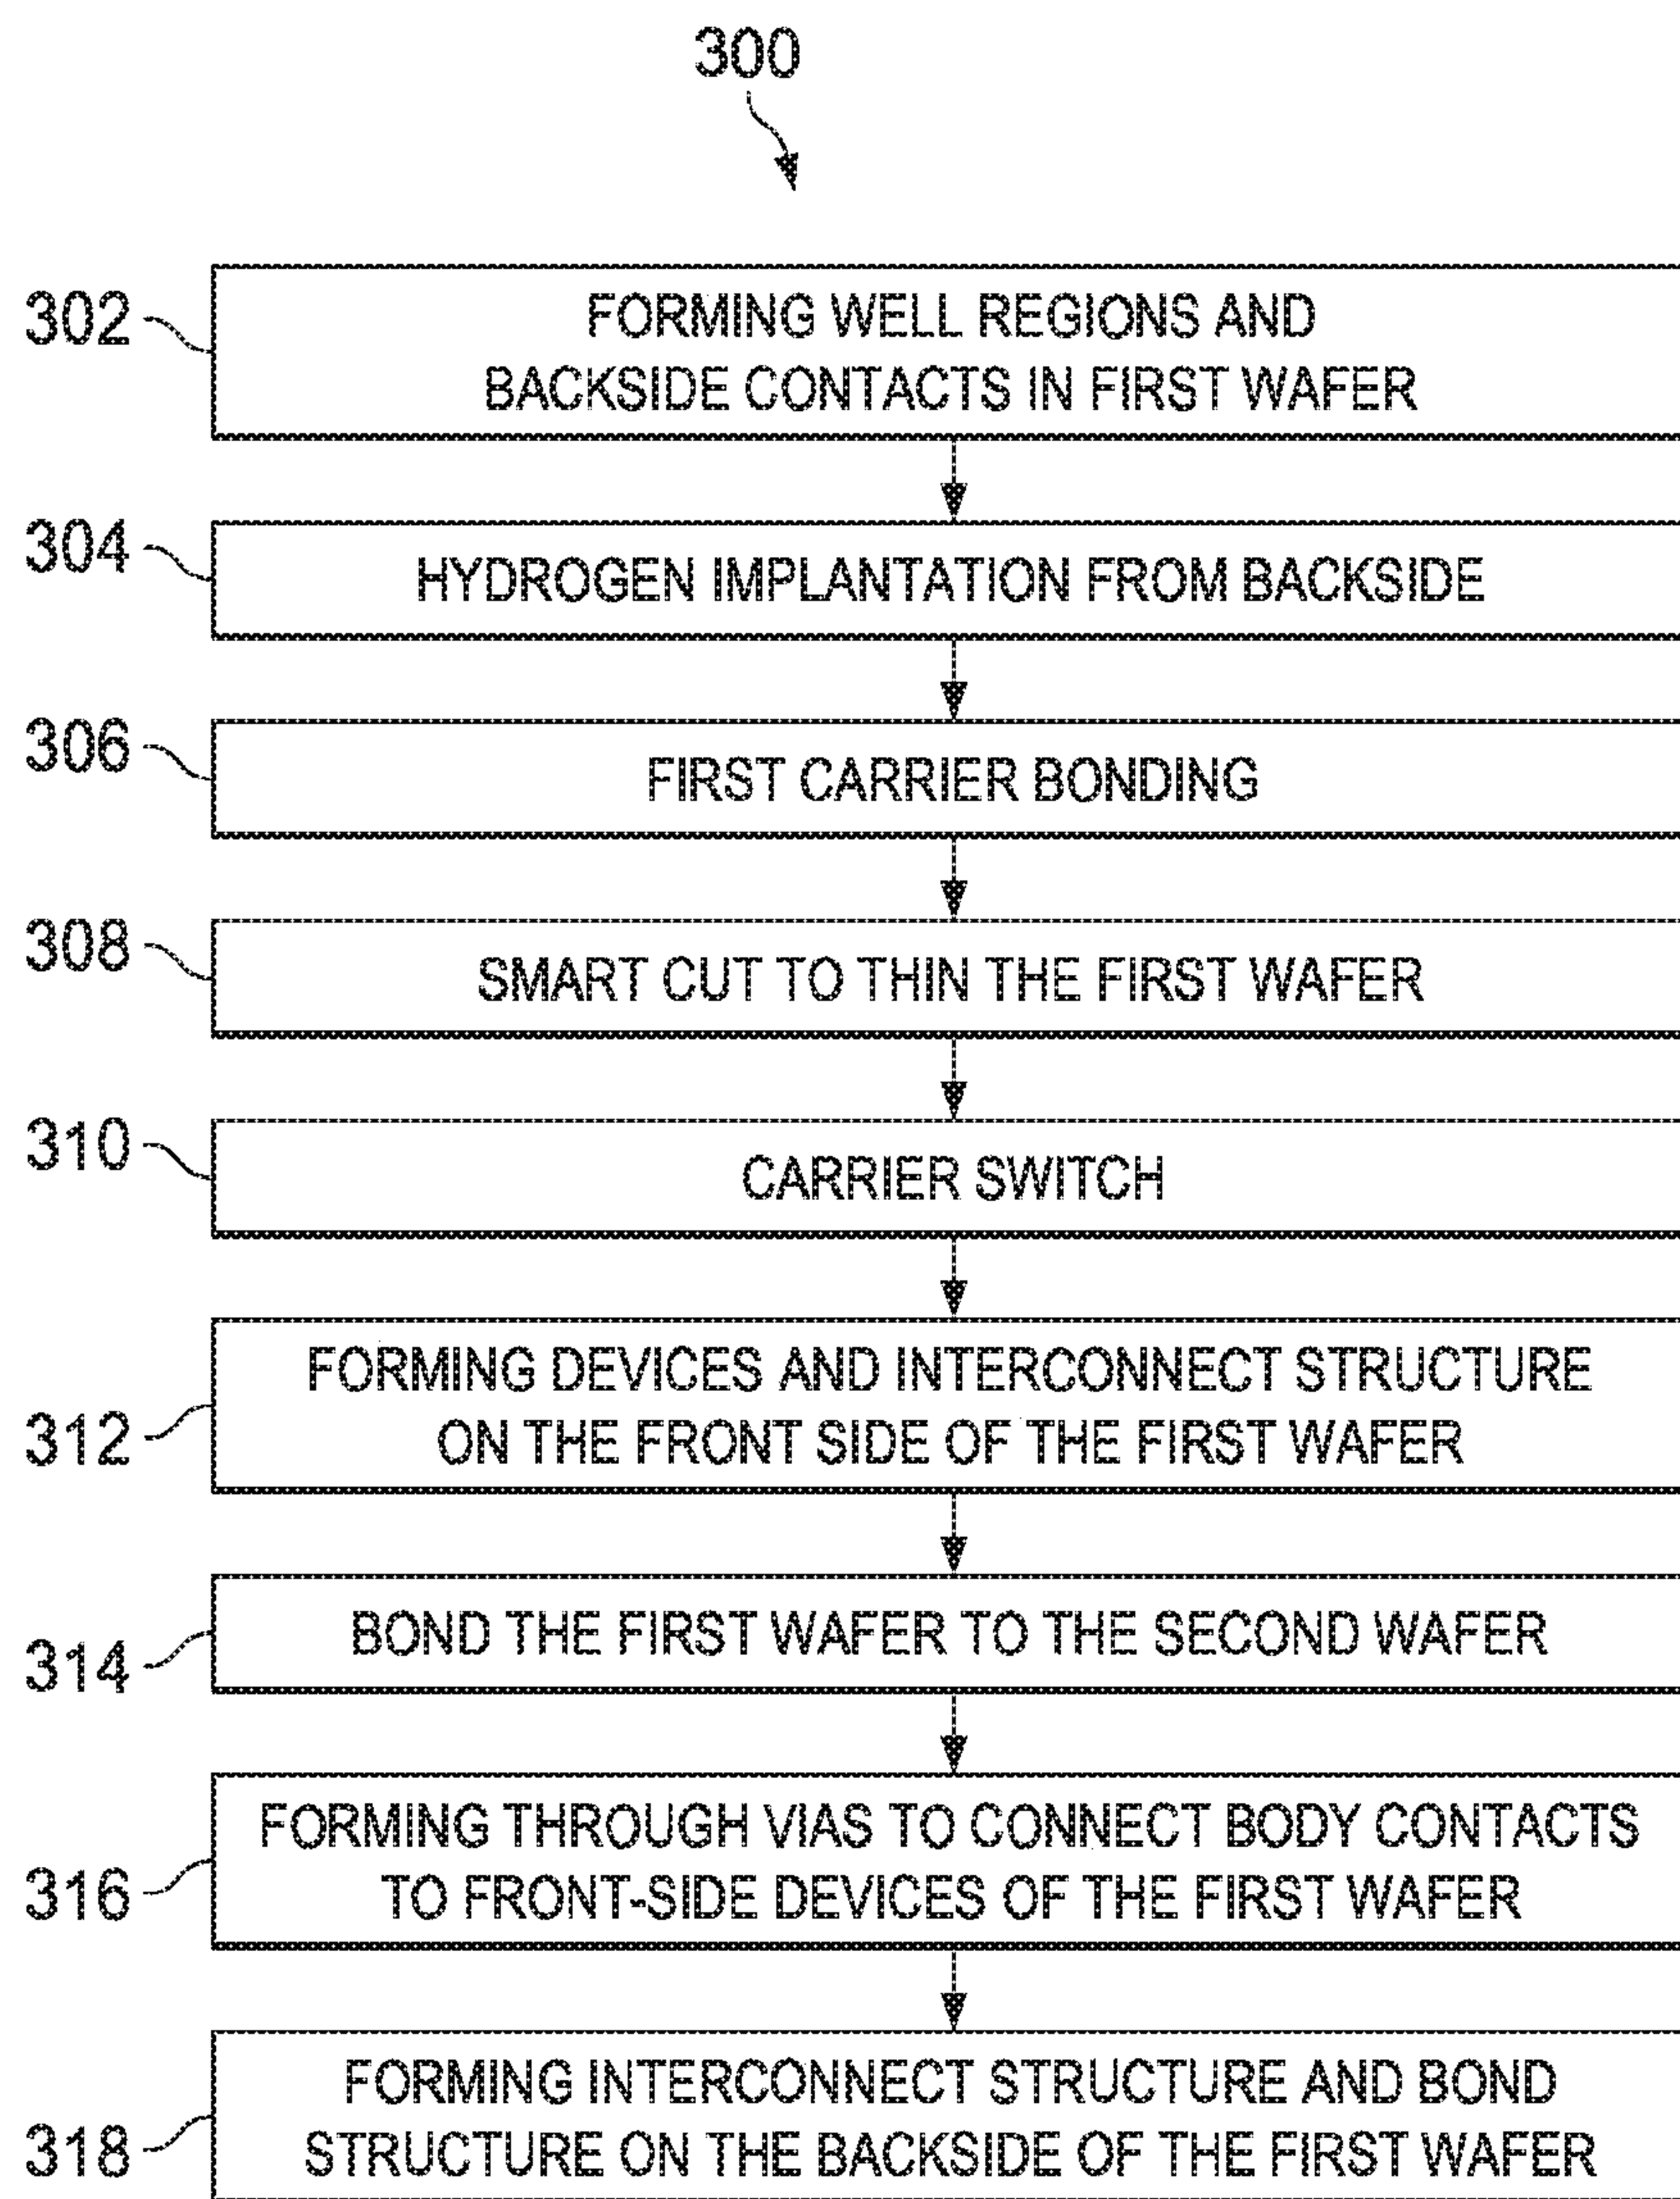 300
302
FORMING WELL REGIONS AND
BACKSIDE CONTACTS IN FIRST WAFER
304
HYDROGEN IMPLANTATION FROM BACKSIDE
306
FIRST CARRIER BONDING
308
SMART CUT TO THIN THE FIRST WAFER
310
CARRIER SWITCH
312
FORMING DEVICES AND INTERCONNECT STRUCTURE
ON THE FRONT SIDE OF THE FIRST WAFER
314
BOND THE FIRST WAFER TO THE SECOND WAFER
316
FORMING THROUGH VIAS TO CONNECT BODY CONTACTS
TO FRONT-SIDE DEVICES OF THE FIRST WAFER
318
FORMING INTERCONNECT STRUCTURE AND BOND
STRUCTURE ON THE BACKSIDE OF THE FIRST WAFER